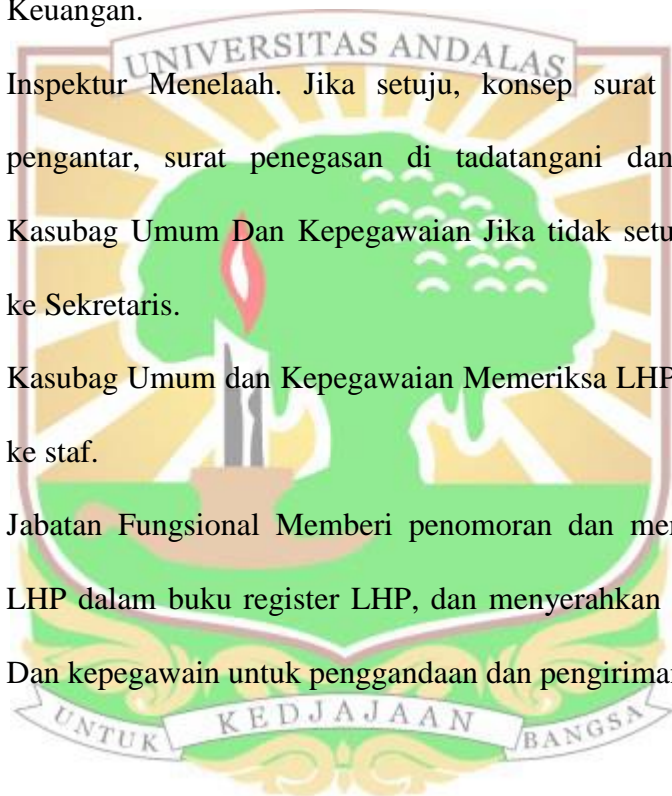 Keuangan.
UNIVERSITAS ANDALAS
Inspektur Menelaah. Jika setuju, konsep surat
pengantar, surat penegasan di tadatangani dan
Kasubag Umum Dan Kepegawaian Jika tidak setu
ke Sekretaris.
Kasubag Umum dan Kepegawaian Memeriksa LHP
ke staf.
Jabatan Fungsional Memberi penomoran dan me
LHP dalam buku register LHP, dan menyerahkan
Dan kepegawain untuk penggandaan dan pengirima
UNTUK KEDJAJAAN BANGSA